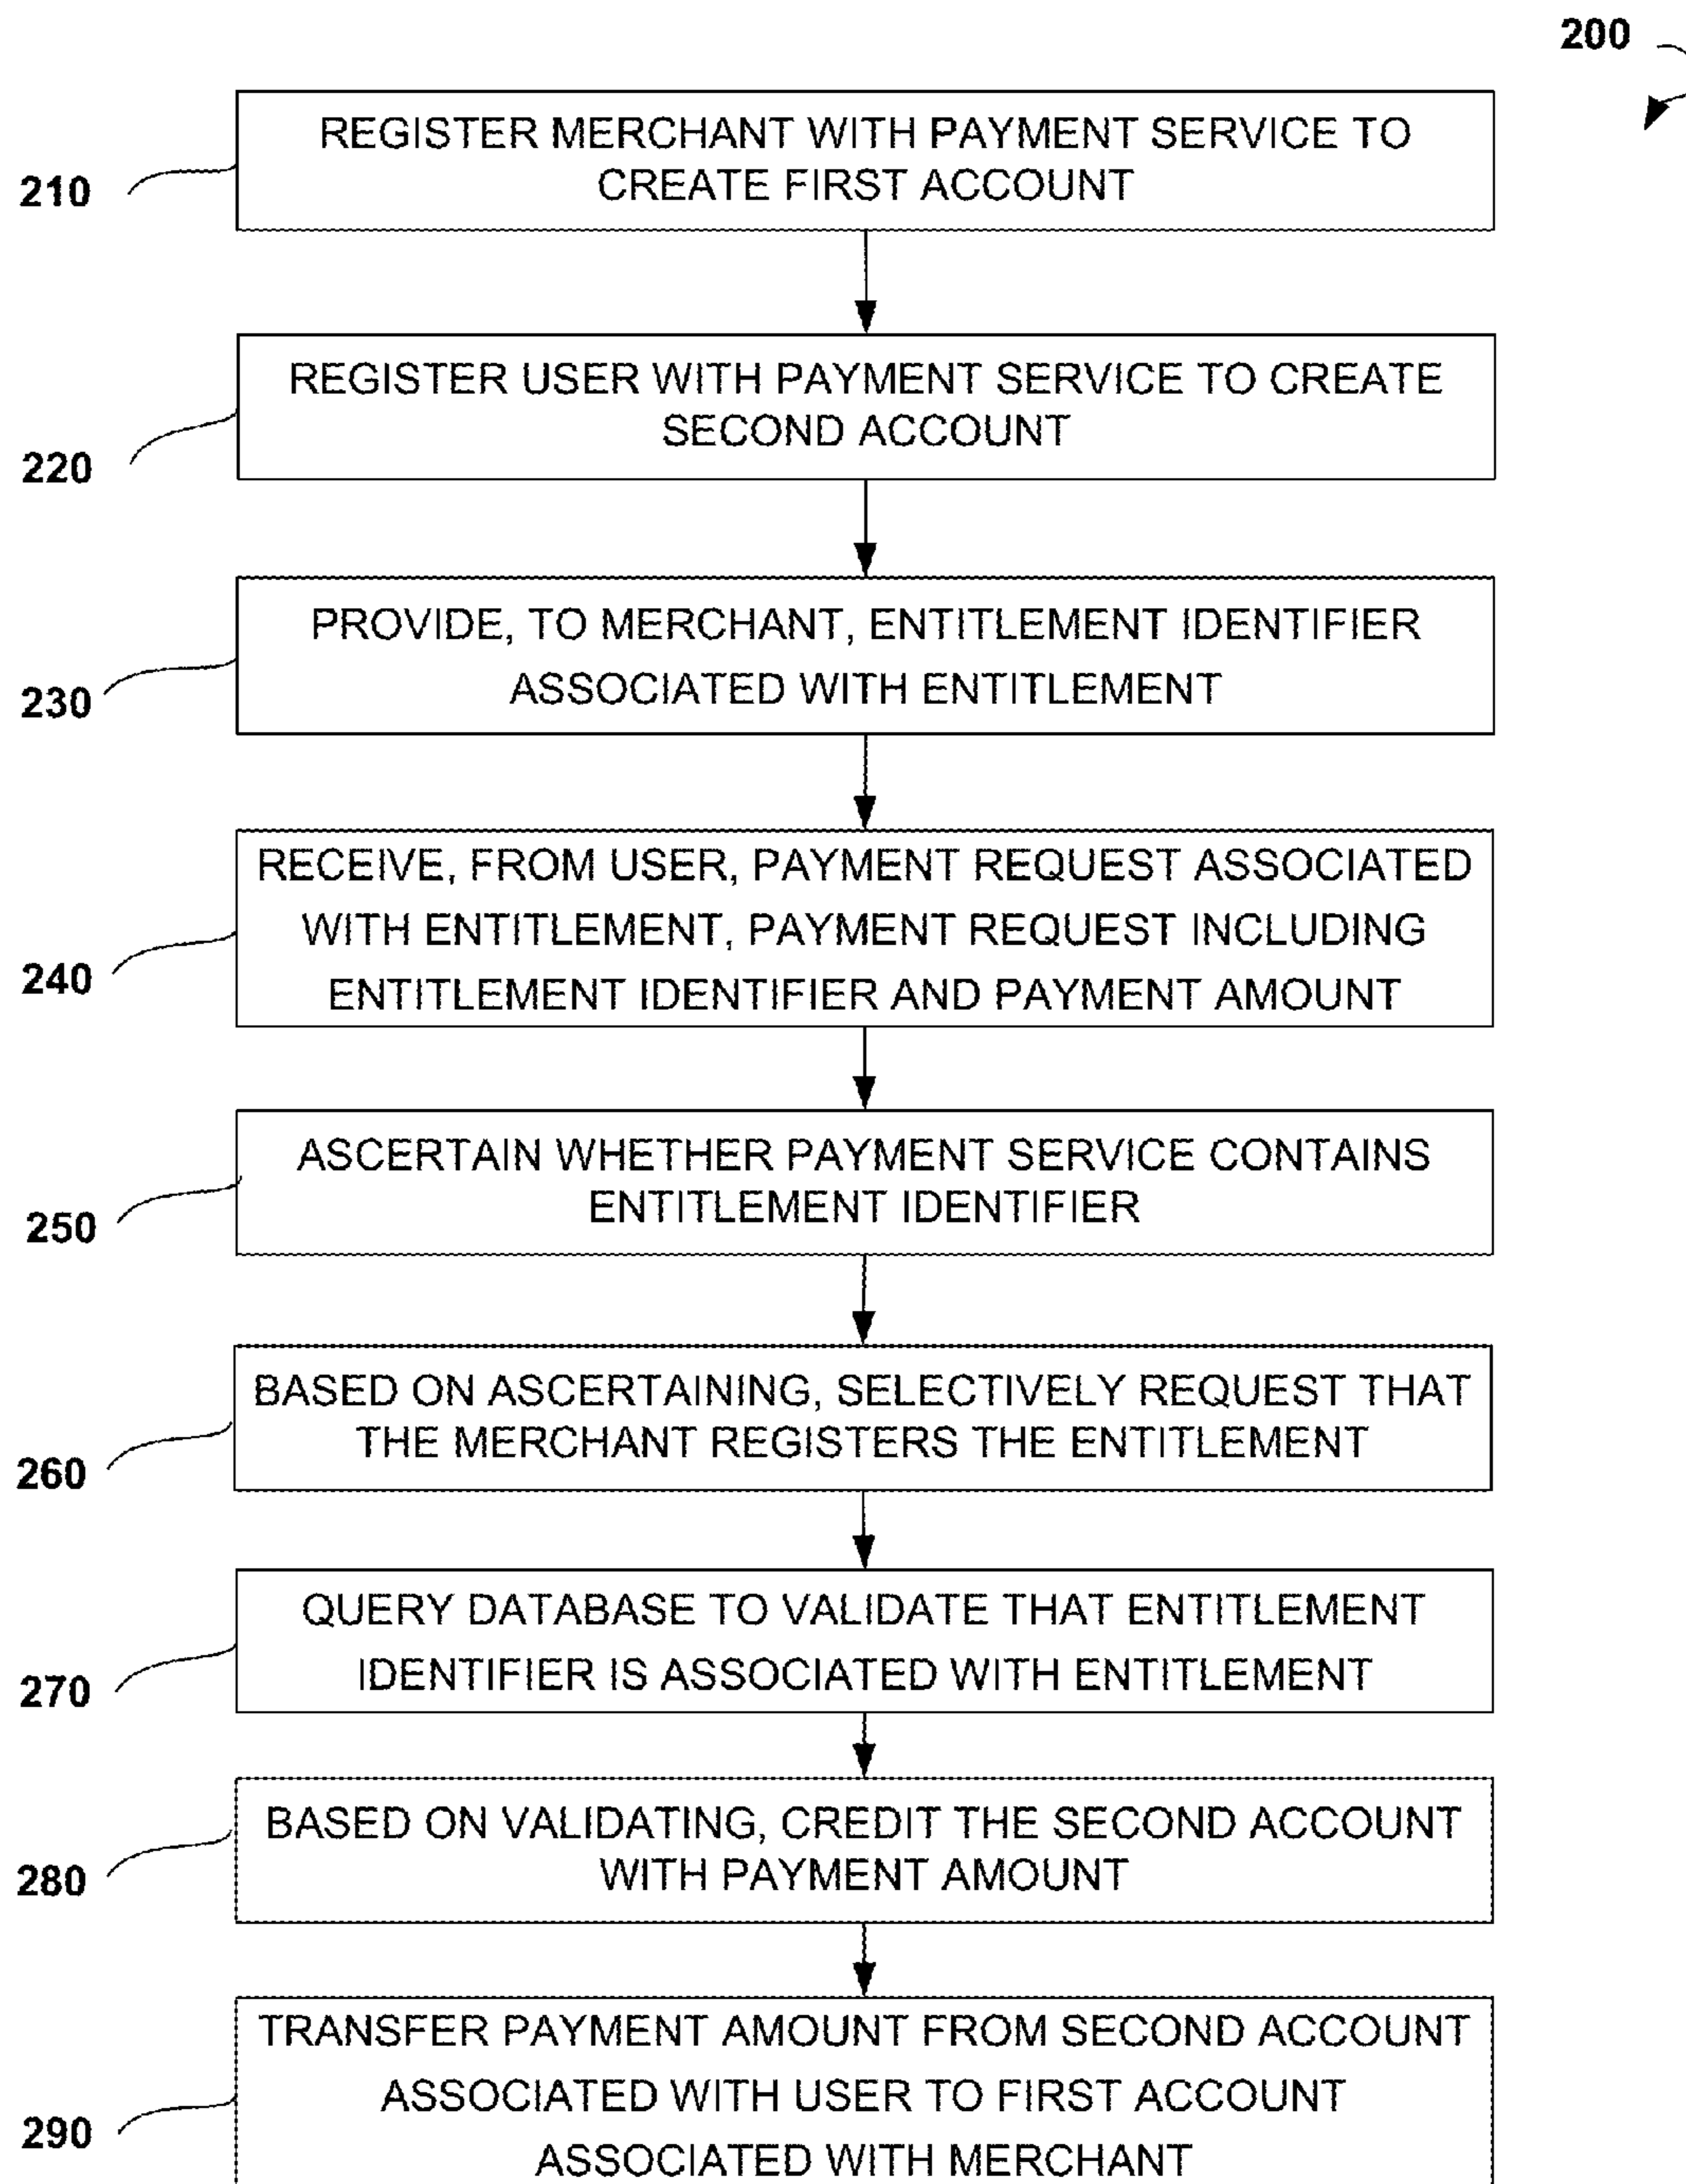 200
REGISTER MERCHANT WITH PAYMENT SERVICE TO
CREATE FIRST ACCOUNT
210
REGISTER USER WITH PAYMENT SERVICE TO CREATE
SECOND ACCOUNT
220
PROVIDE, TO MERCHANT, ENTITLEMENT IDENTIFIER
ASSOCIATED WITH ENTITLEMENT
230
RECEIVE, FROM USER, PAYMENT REQUEST ASSOCIATED
WITH ENTITLEMENT, PAYMENT REQUEST INCLUDING
ENTITLEMENT IDENTIFIER AND PAYMENT AMOUNT
240
ASCERTAIN WHETHER PAYMENT SERVICE CONTAINS
ENTITLEMENT IDENTIFIER
250
BASED ON ASCERTAINING, SELECTIVELY REQUEST THAT
THE MERCHANT REGISTERS THE ENTITLEMENT
260
QUERY DATABASE TO VALIDATE THAT ENTITLEMENT
IDENTIFIER IS ASSOCIATED WITH ENTITLEMENT
270
BASED ON VALIDATING, CREDIT THE SECOND ACCOUNT
WITH PAYMENT AMOUNT
280
TRANSFER PAYMENT AMOUNT FROM SECOND ACCOUNT
ASSOCIATED WITH USER TO FIRST ACCOUNT
ASSOCIATED WITH MERCHANT
290